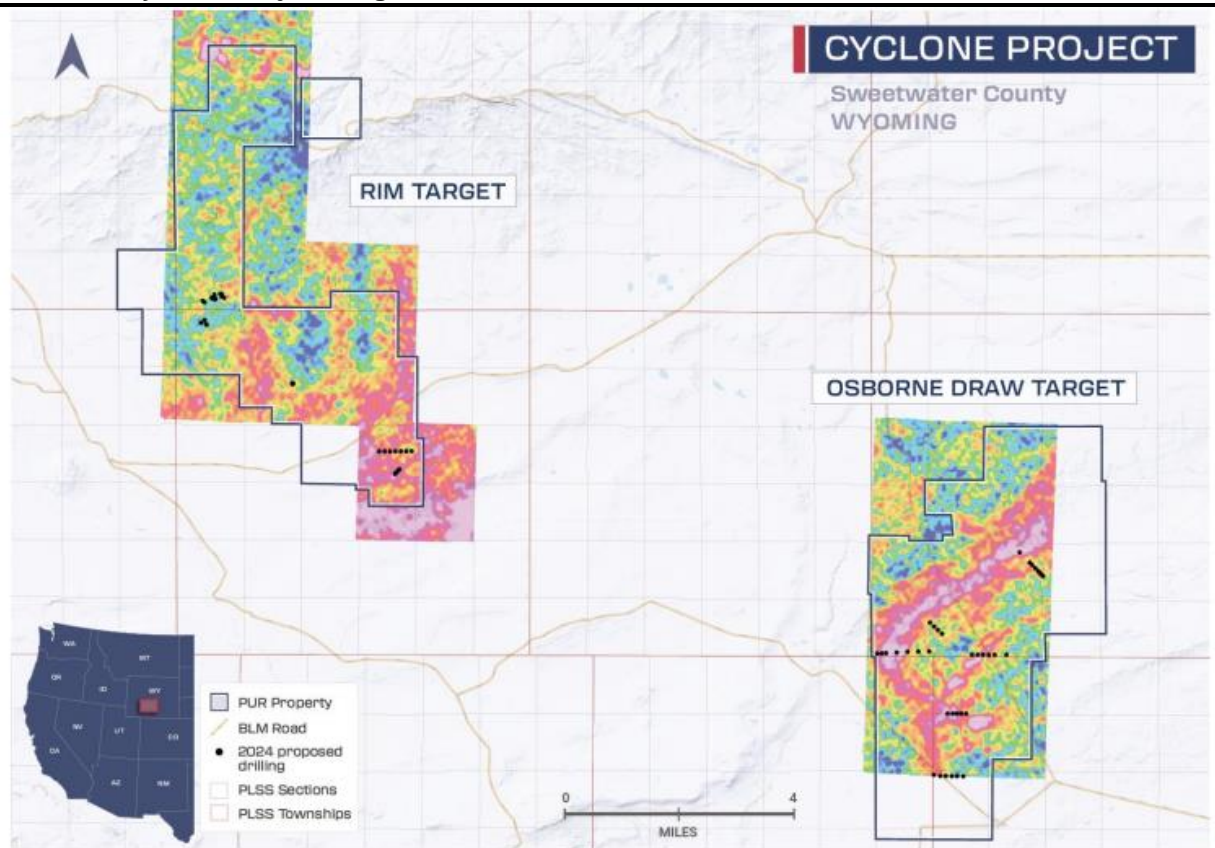 CYCLONE PROJECT
Sweetwater County
WYOMING
RIM TARGET
OSBORNE DRAW TARGET
WA
MT
OR
ID
WY
NV
UT
CO
CA
AZ
NM
PUR Property
BLM Road
2024 proposed
drilling
PLSS Sections
PLSS Townships
0
4
MILES